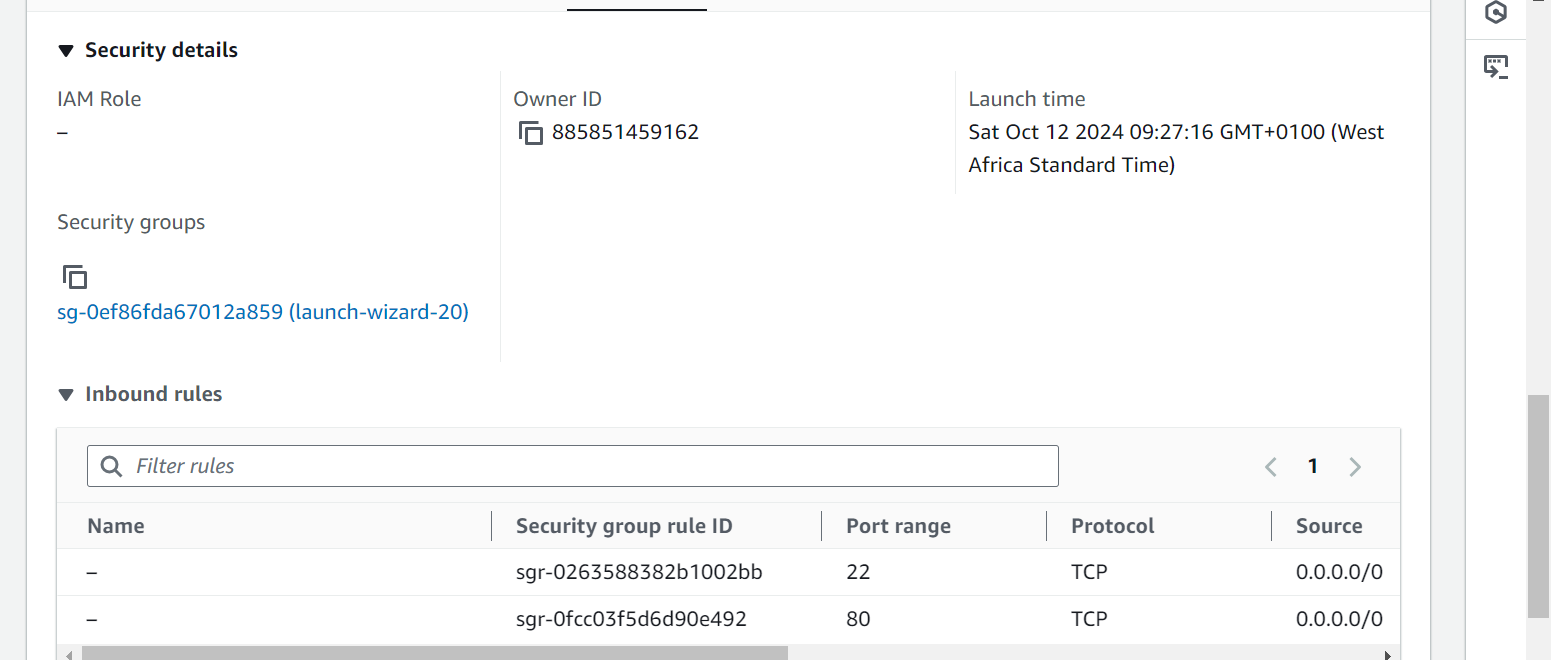 Security details
IAM Role
–
Owner ID
885851459162
Launch time
Sat Oct 12 2024 09:27:16 GMT+0100 (West
Africa Standard Time)
Security groups
sg-0ef86fda67012a859 (launch-wizard-20)
Inbound rules
Filter rules
1
Name Security group rule ID Port range Protocol Source
– sgr-0263588382b1002bb 22 TCP 0.0.0.0/0
– sgr-0fcc03f5d6d90e492 80 TCP 0.0.0.0/0